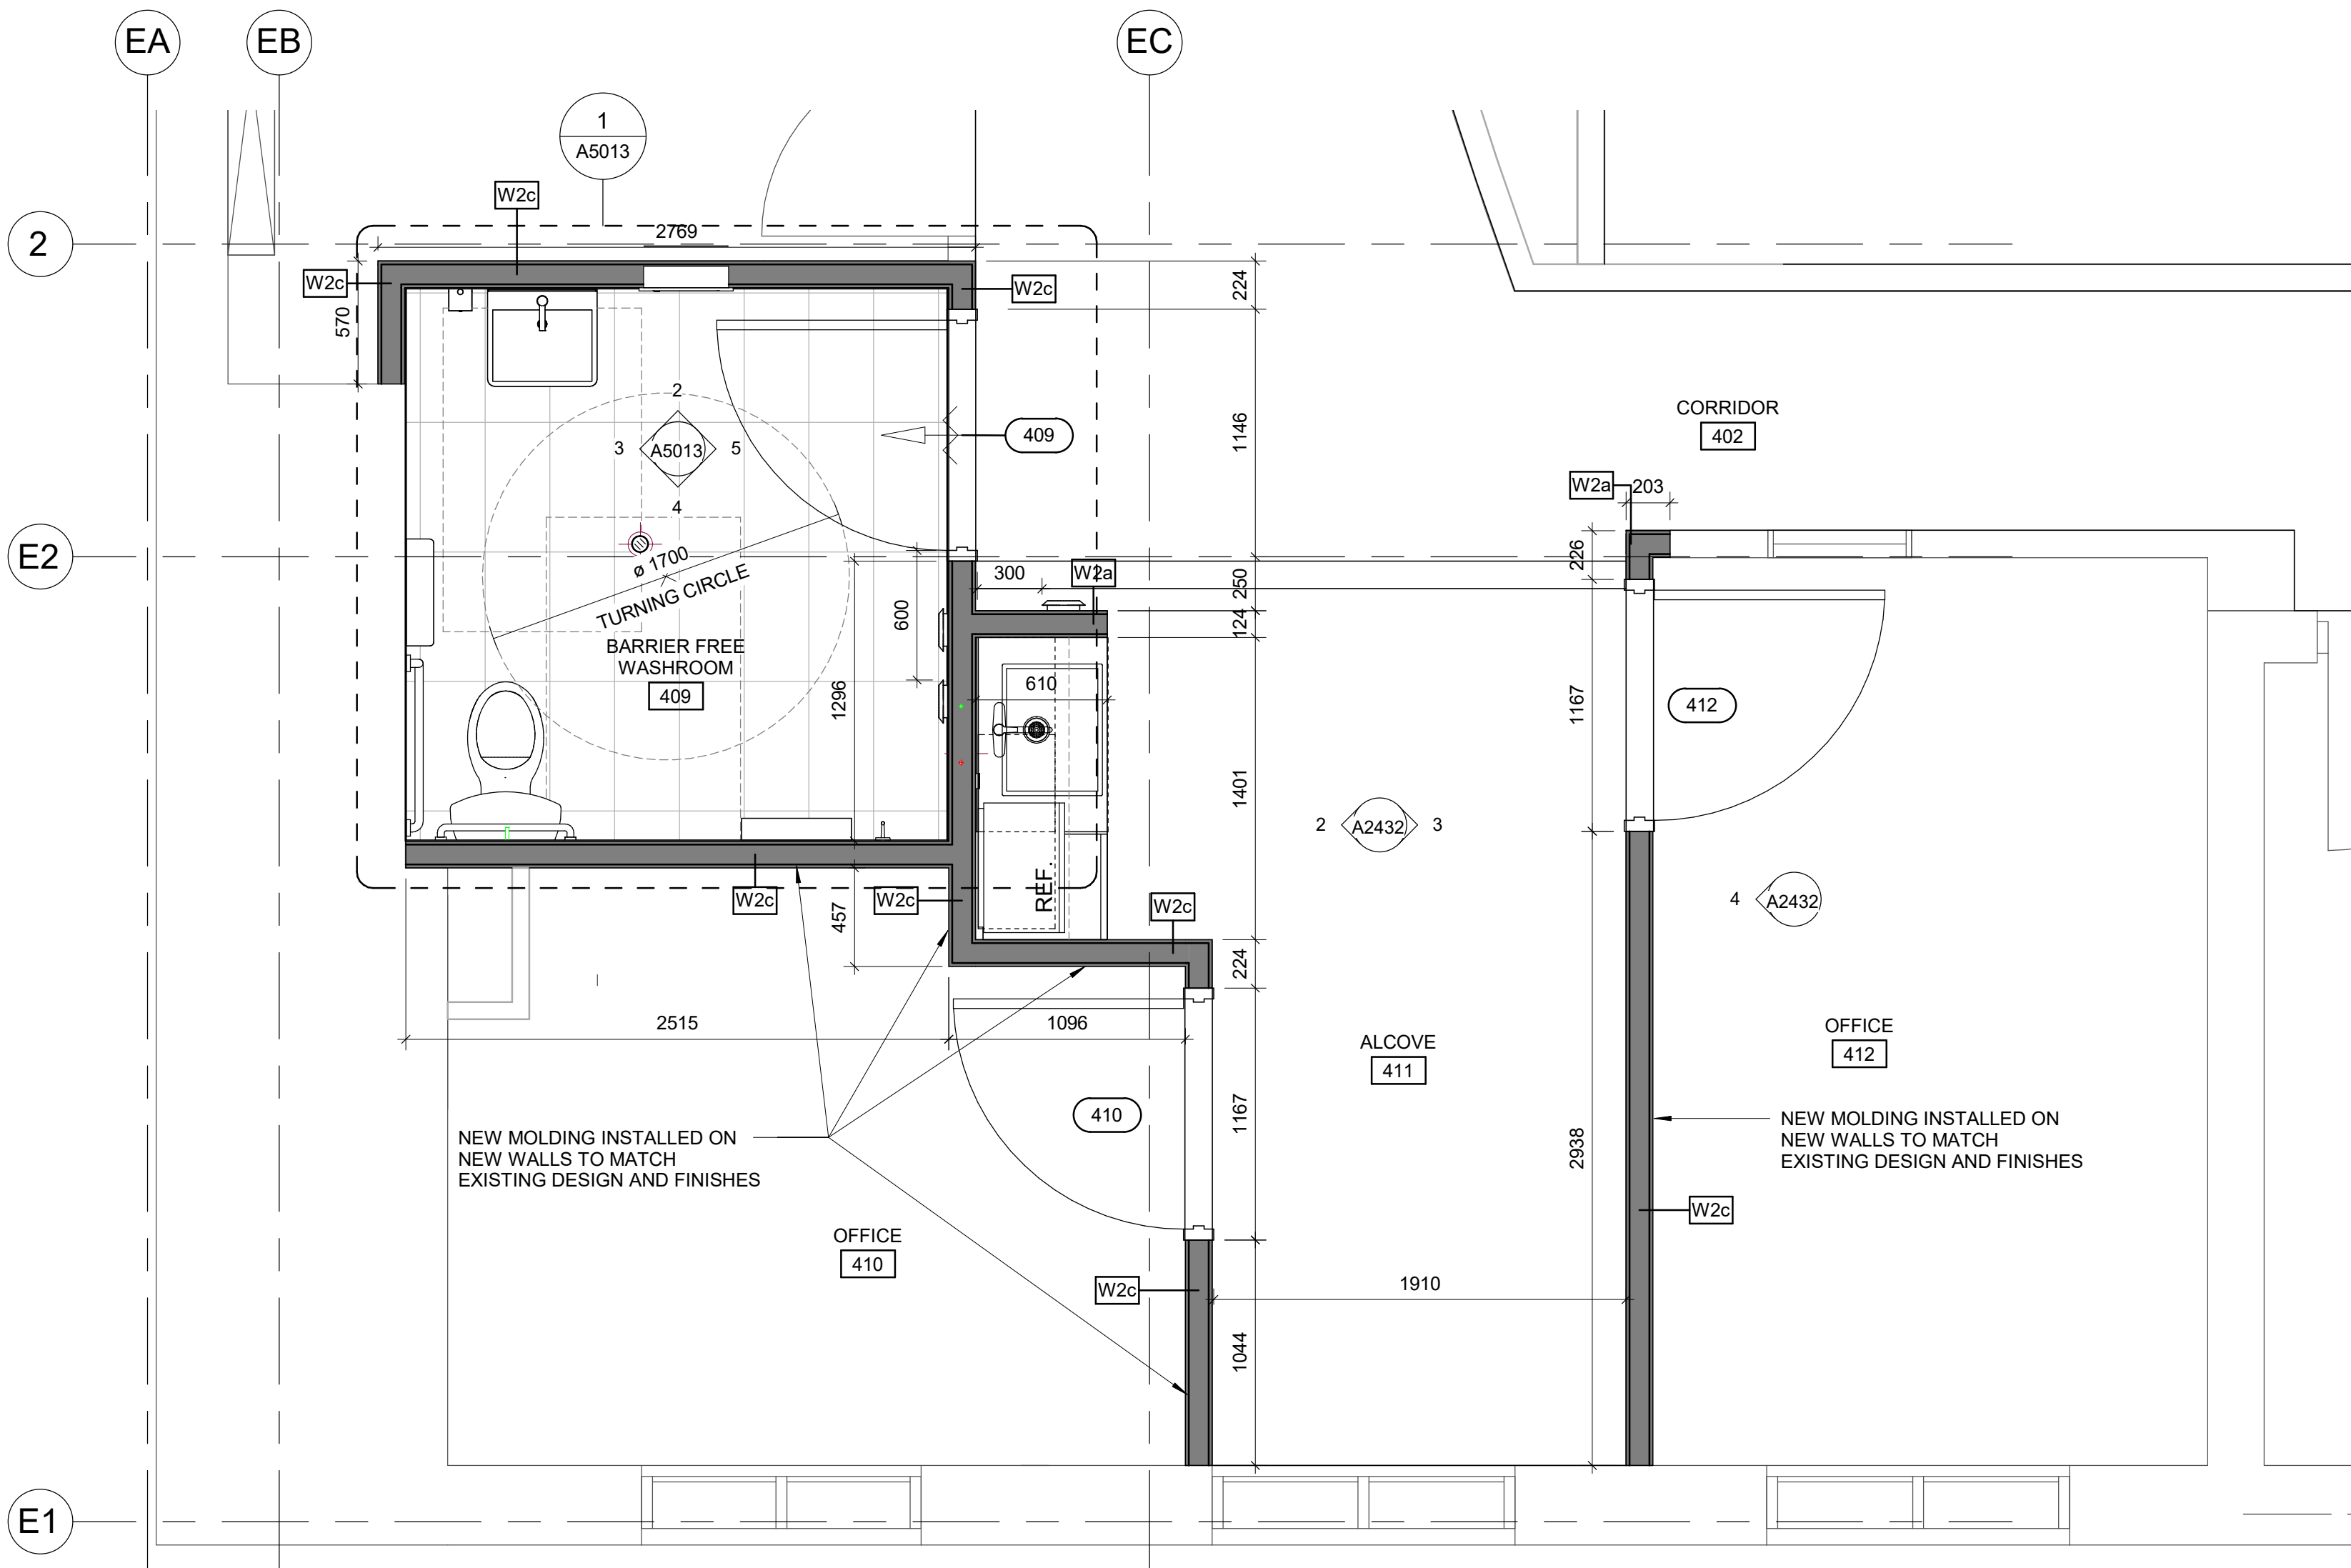 EA
EB
EC
1
A5013
W2c
2
2769
W2c
W2c
224
570
2
3
A5013
5
4
409
1146
CORRIDOR
402
W2a
203
E2
ø 1700
TURNING CIRCLE
600
300
W2a
250
124
226
BARRIER FREE
WASHROOM
409
1296
610
1401
1167
412
2
A2432
3
REF.
W2c
W2c
457
W2c
4
A2432
224
2515
1096
ALCOVE
411
OFFICE
412
1167
410
NEW MOLDING INSTALLED ON
NEW WALLS TO MATCH
EXISTING DESIGN AND FINISHES
2938
NEW MOLDING INSTALLED ON
NEW WALLS TO MATCH
EXISTING DESIGN AND FINISHES
W2c
OFFICE
410
W2c
1910
1044
E1